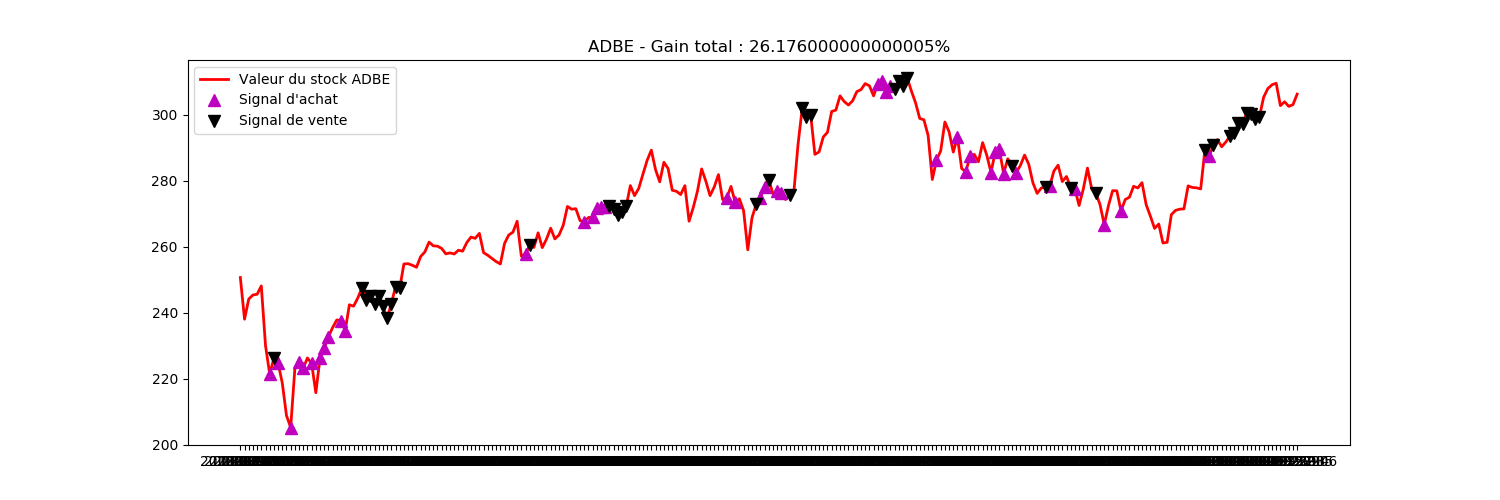 ADBE - Gain total : 26.176000000000005%
Valeur du stock ADBE
Signal d'achat
Signal de vente
300
280
260
240
220
200